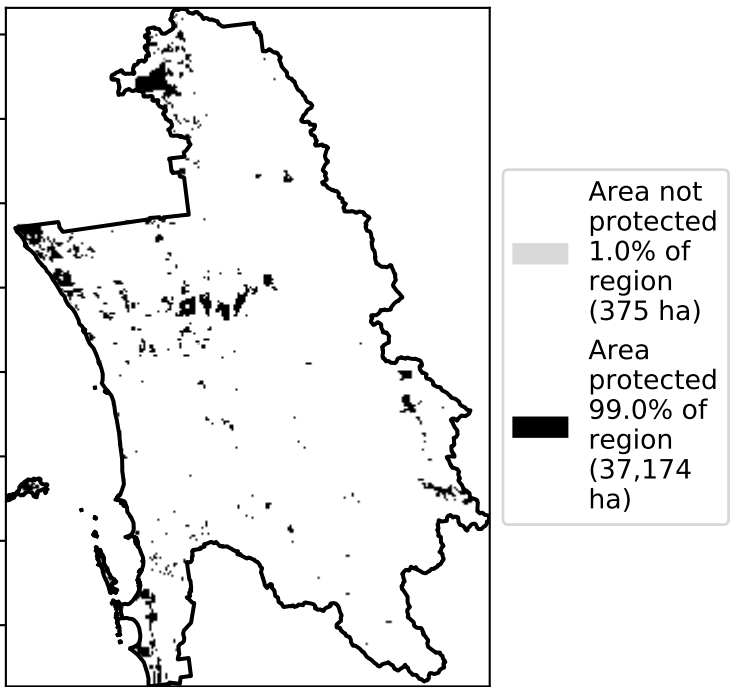 Area not
protected
1.0% of
region
(375 ha)
Area
protected
99.0% of
region
(37,174
ha)